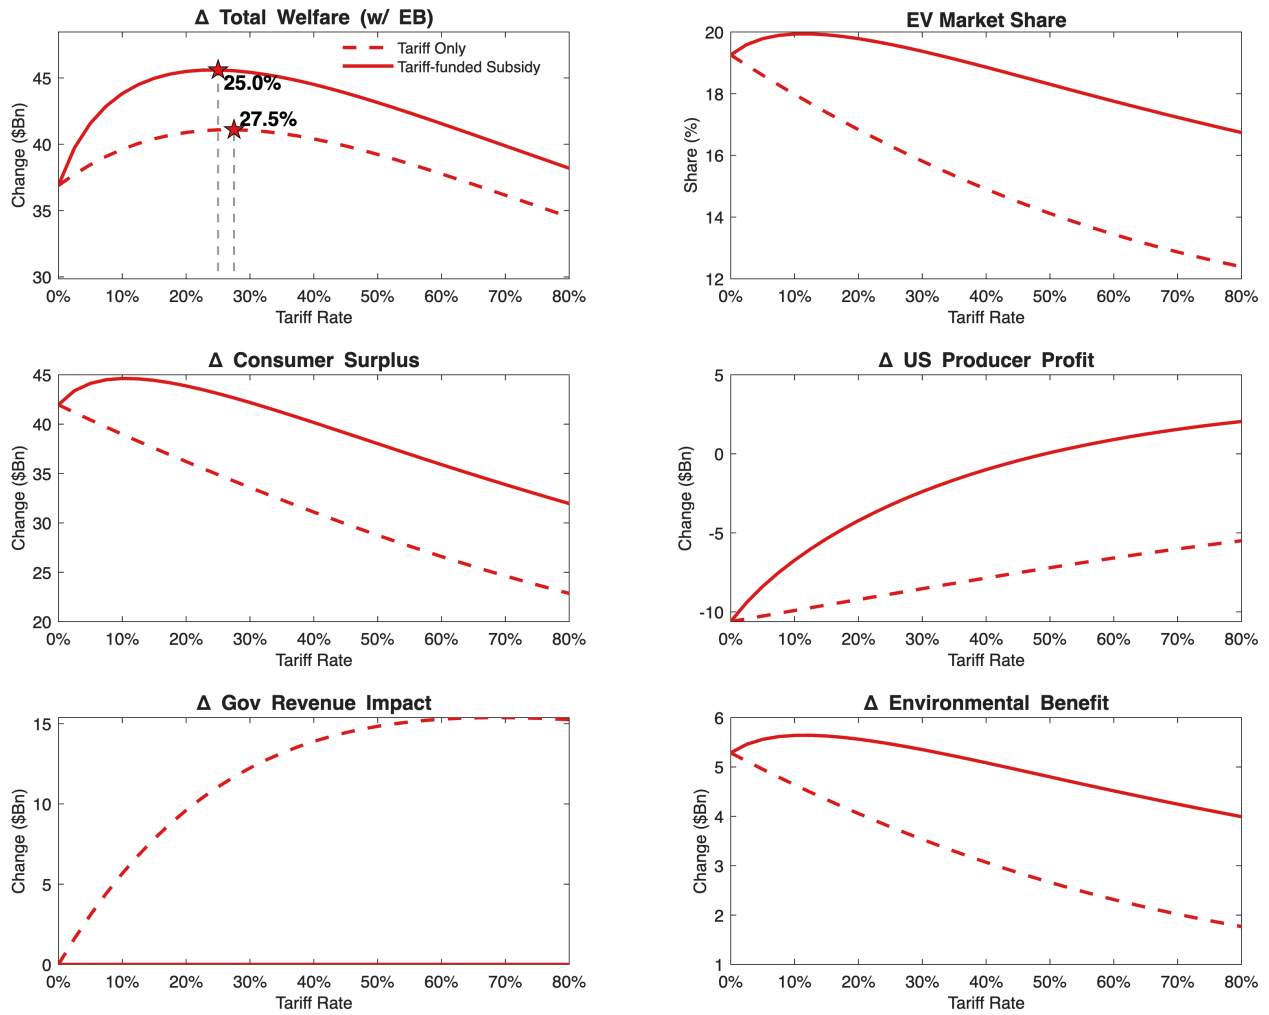 Δ Total Welfare (w/ EB)
Change ($Bn)
45
40
35
30
Tariff Only
Tariff-funded Subsidy
25.0%
27.5%
0% 10% 20% 30% 40% 50% 60% 70% 80%
Tariff Rate
EV Market Share
Share (%)
20
18
16
14
12
0% 10% 20% 30% 40% 50% 60% 70% 80%
Tariff Rate
Δ Consumer Surplus
Change ($Bn)
45
40
35
30
25
20
0% 10% 20% 30% 40% 50% 60% 70% 80%
Tariff Rate
Δ US Producer Profit
Change ($Bn)
5
0
-5
-10
0% 10% 20% 30% 40% 50% 60% 70% 80%
Tariff Rate
Δ Gov Revenue Impact
Change ($Bn)
15
10
5
0
0% 10% 20% 30% 40% 50% 60% 70% 80%
Tariff Rate
Δ Environmental Benefit
Change ($Bn)
6
5
4
3
2
1
0% 10% 20% 30% 40% 50% 60% 70% 80%
Tariff Rate